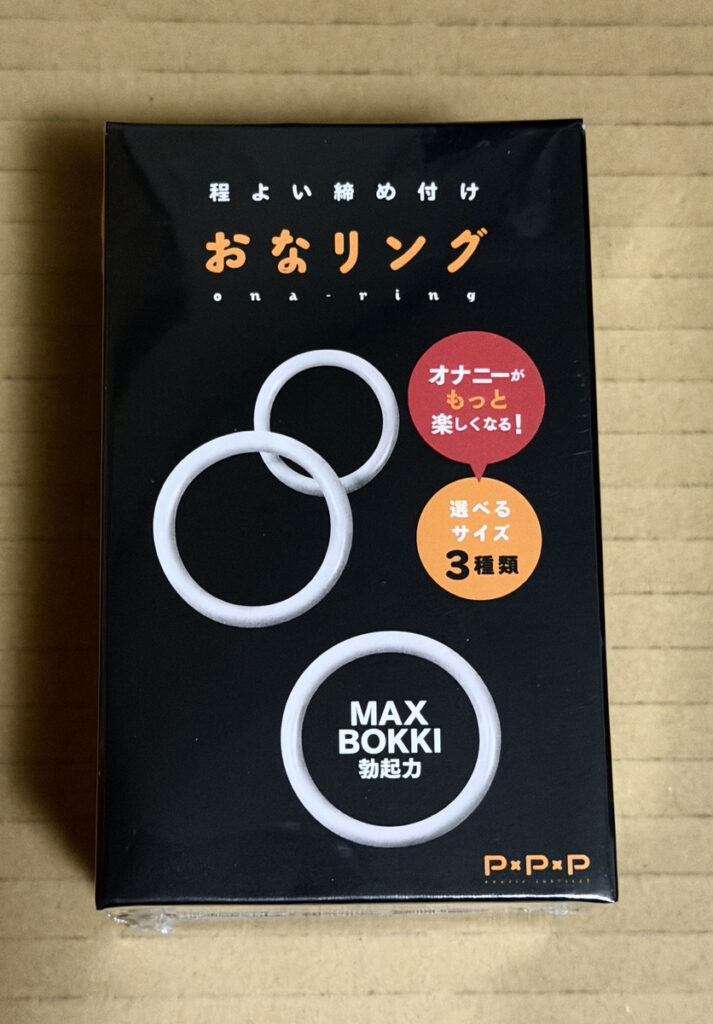 程よい締め付け
おなリング
ona-ring
オナニーが
もっと
楽しくなる！
選べる
サイズ
3種類
MAX
BOKKI
勃起力
P×P×P